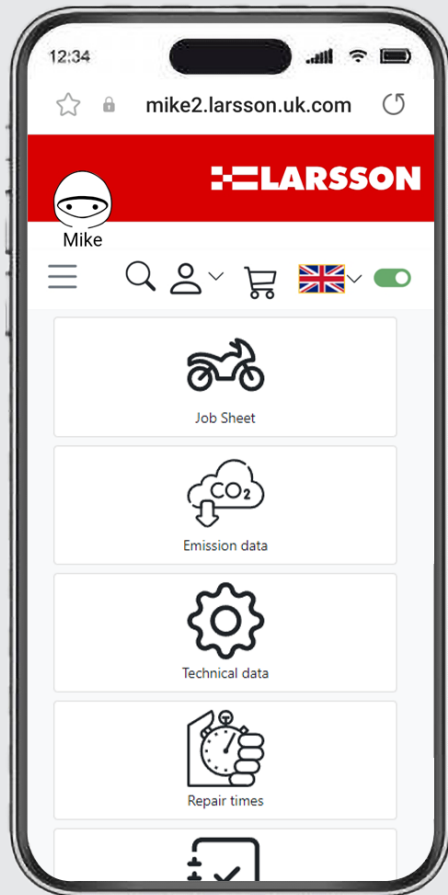 12:34
mike2.larsson.uk.com
LARSSON
Mike
Job Sheet
CO2
Emission data
Technical data
Repair times